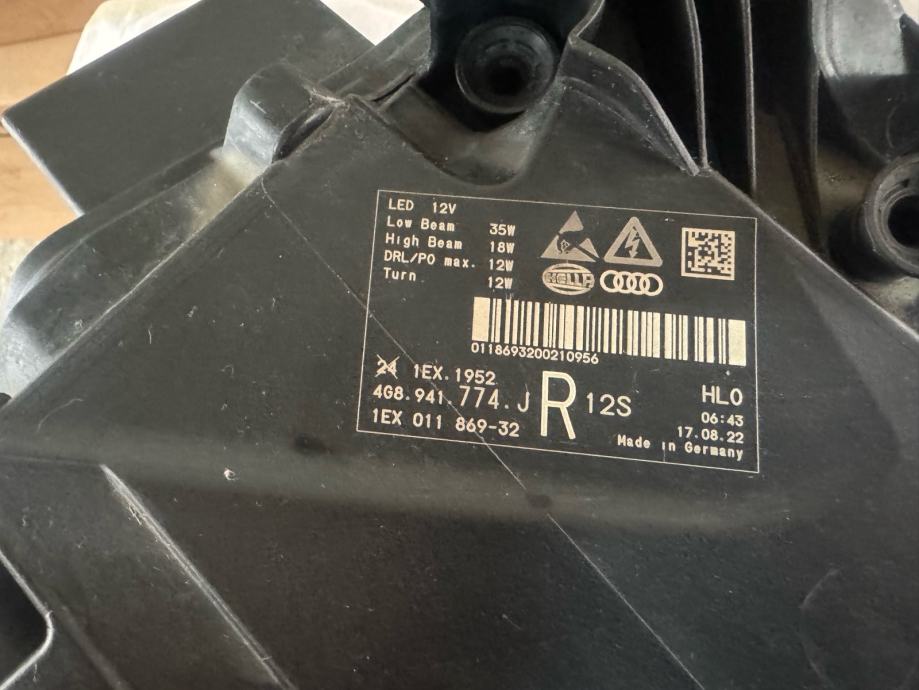 LED 12V
Low Beam 35W
High Beam 18W
DRL/PO max. 12W
Turn 12W
HELLA
0118693200210956
24 1EX.1952
4G8.941.774.J R 12S HLO
1EX 011 869-32
06:43
17.08.22
Made in Germany